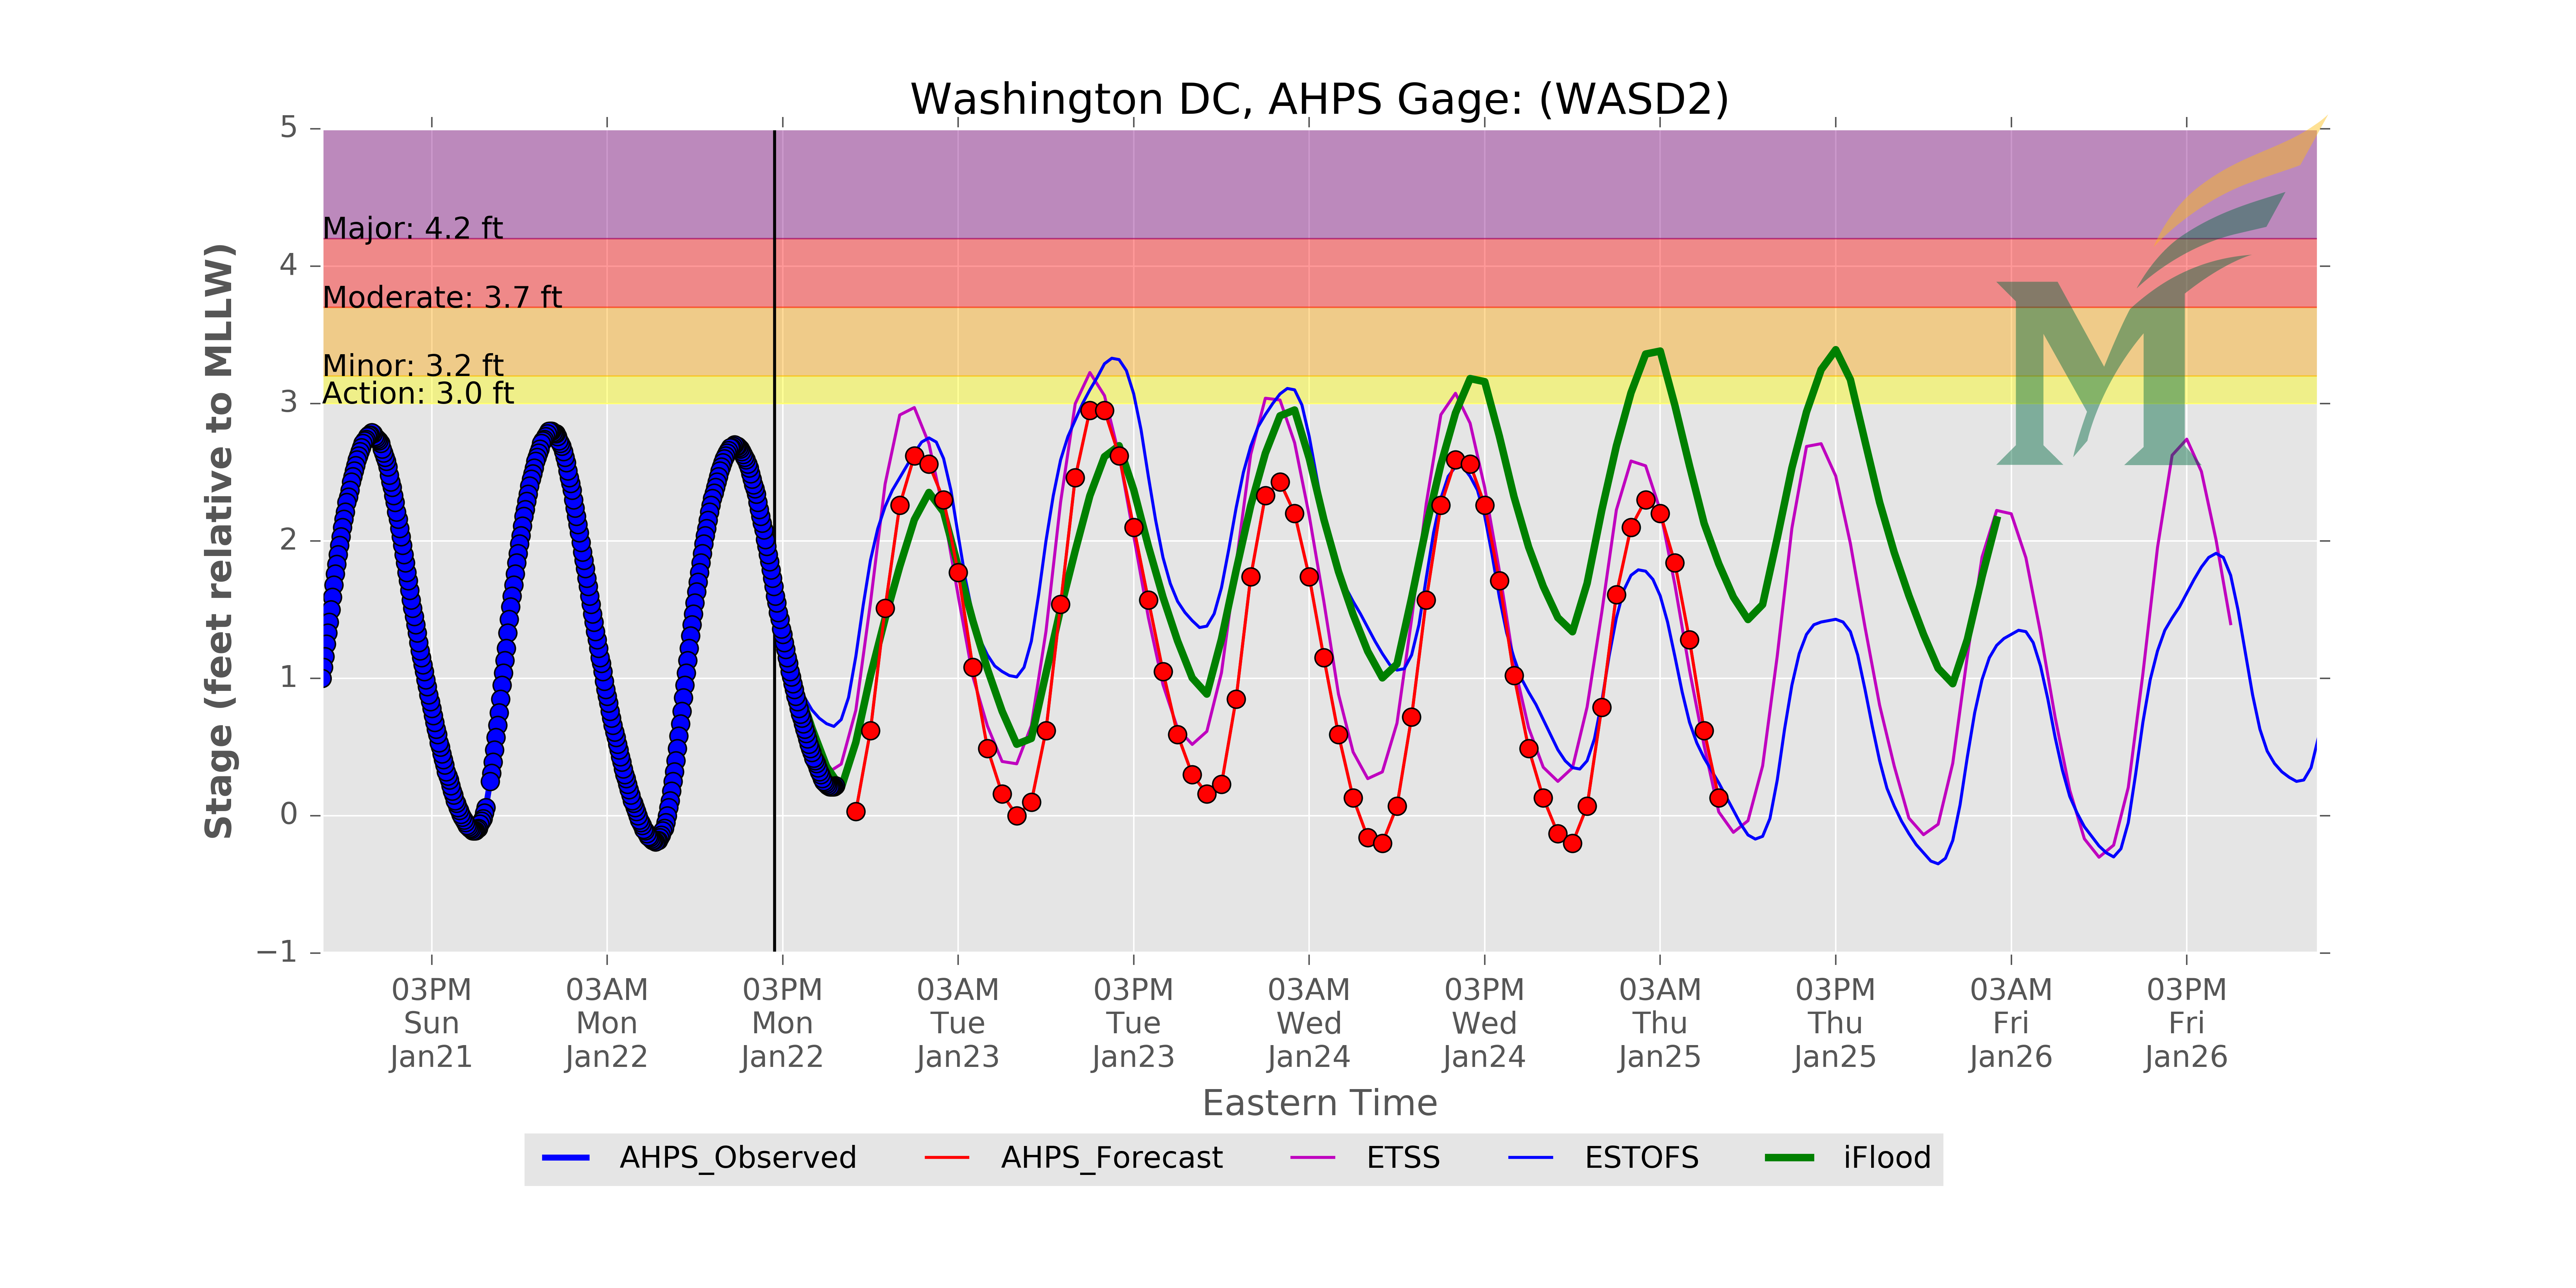 Washington DC, AHPS Gage: (WASD2)
Stage (feet relative to MLLW)
5
4
3
2
1
0
−1
Major: 4.2 ft
Moderate: 3.7 ft
Minor: 3.2 ft
Action: 3.0 ft
M
03PM Sun Jan21
03AM Mon Jan22
03PM Mon Jan22
03AM Tue Jan23
03PM Tue Jan23
03AM Wed Jan24
03PM Wed Jan24
03AM Thu Jan25
03PM Thu Jan25
03AM Fri Jan26
03PM Fri Jan26
Eastern Time
AHPS_Observed AHPS_Forecast ETSS ESTOFS iFlood